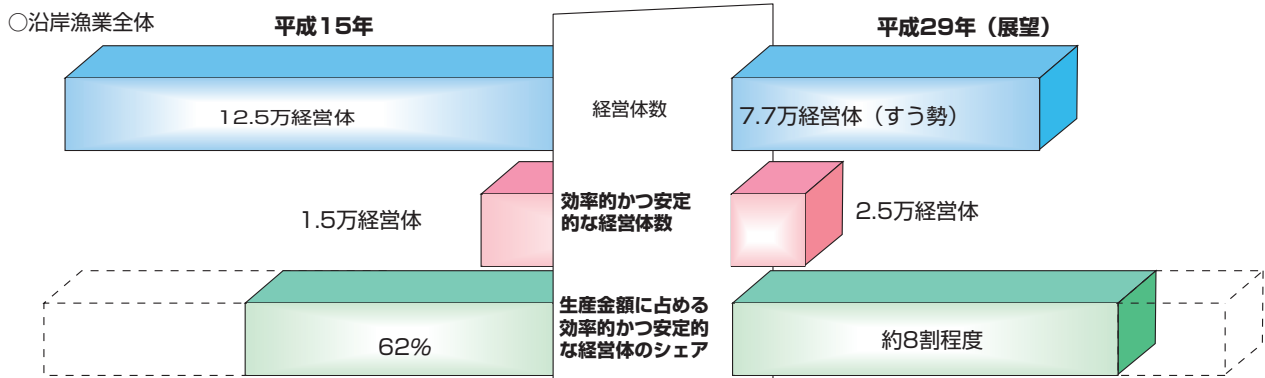 ○沿岸漁業全体
平成15年
平成29年（展望）
12.5万経営体
経営体数
7.7万経営体（すう勢）
1.5万経営体
効率的かつ安定
的な経営体数
2.5万経営体
62%
生産金額に占める
効率的かつ安定的
な経営体のシェア
約8割程度